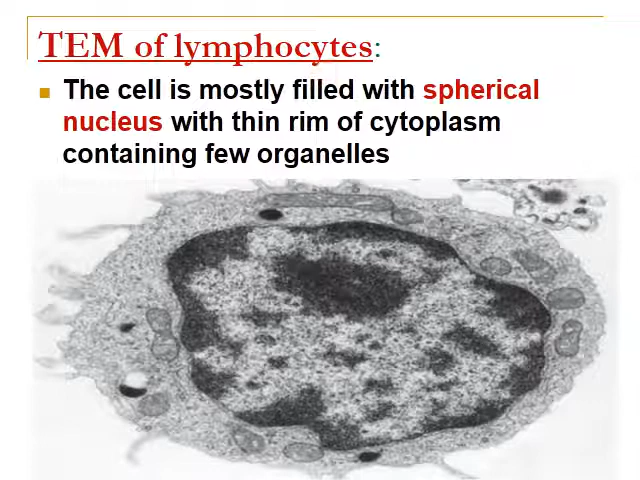 TEM of lymphocytes:
The cell is mostly filled with spherical
nucleus with thin rim of cytoplasm
containing few organelles